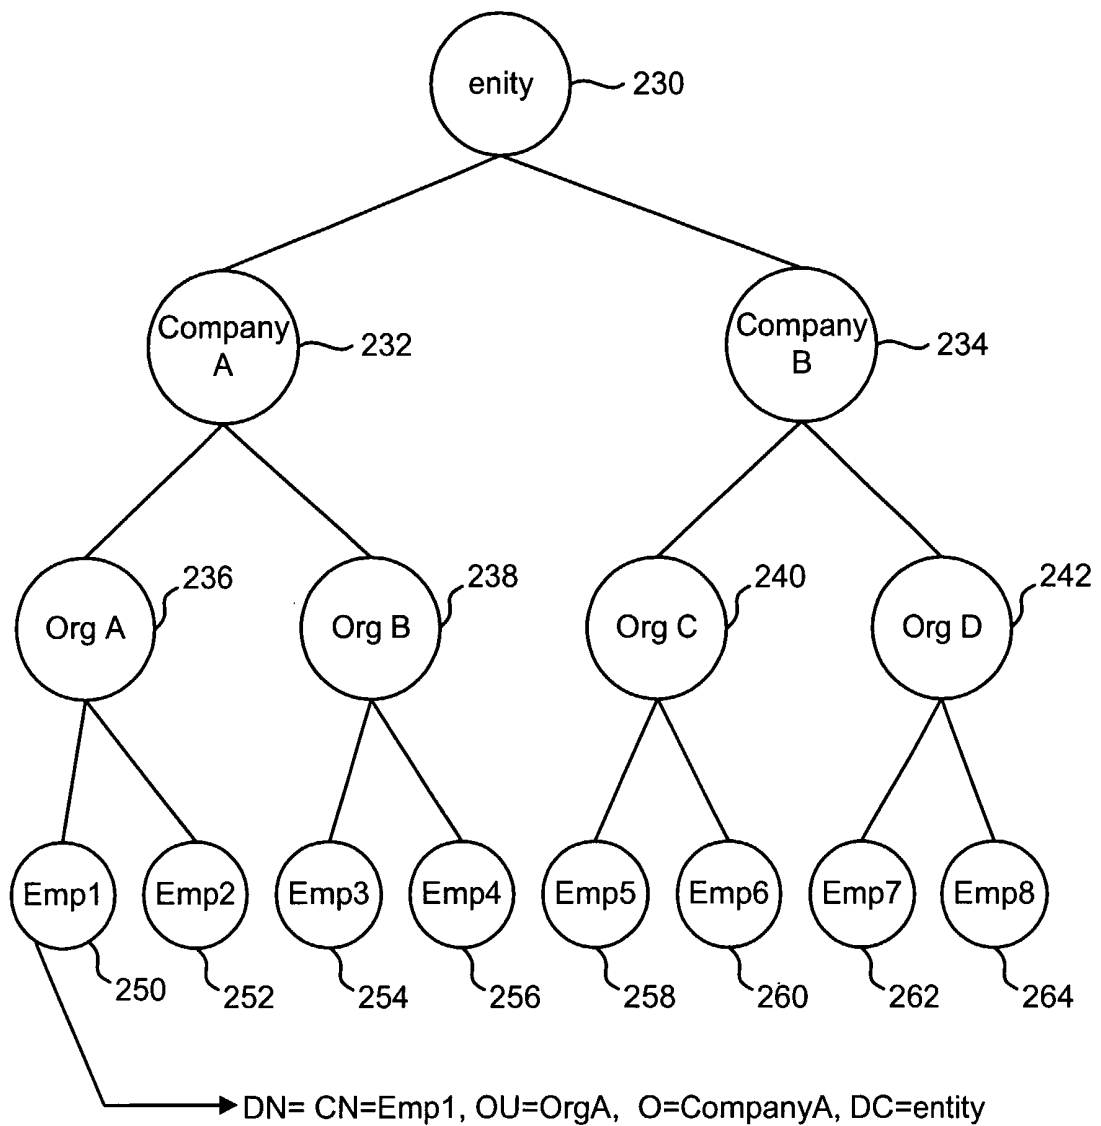 enity
230
Company
A
232
Company
B
234
Org A
236
Org B
238
Org C
240
Org D
242
Emp1
Emp2
Emp3
Emp4
Emp5
Emp6
Emp7
Emp8
250
252
254
256
258
260
262
264
DN= CN=Emp1, OU=OrgA, O=CompanyA, DC=entity